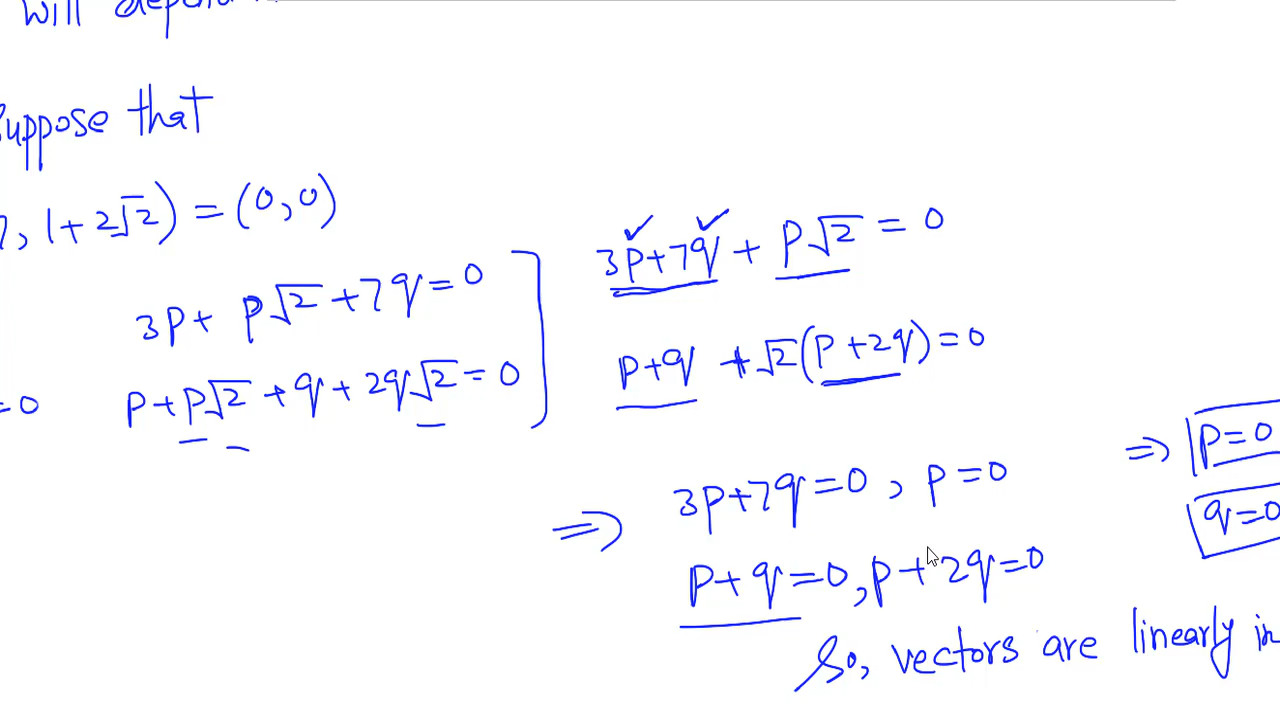 will depend
Suppose that
7, 1+2√2) = (0,0)
3p+ p√2 +7q=0
=0 p+p√2 +q+2q√2=0
3p+7q + p√2 = 0
p+q +√2(p+2q)=0
⇒ 3p+7q=0, p=0
p+q=0, p+2q=0
⇒ p=0
q=0
So, vectors are linearly in